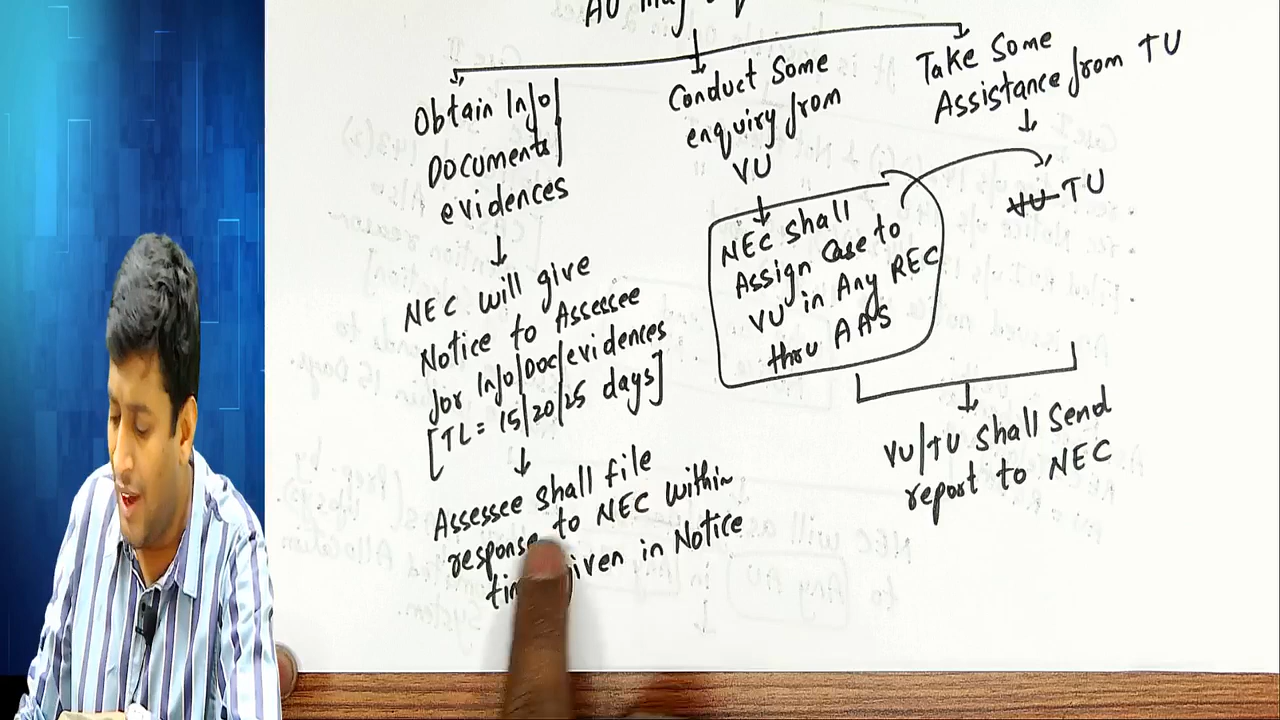 AU may
Obtain Info
Documents
evidences
NEC will give
Notice to Assessee
for Info/Doc/evidences
[TL = 15/20/25 days]
Assessee shall file
response to NEC within
given in Notice
Conduct Some
enquiry from
VU
NEC shall
Assign Case to
VU in Any REC
thru AAS
Take Some
Assistance from TU
VU TU
VU/TU shall Send
report to NEC